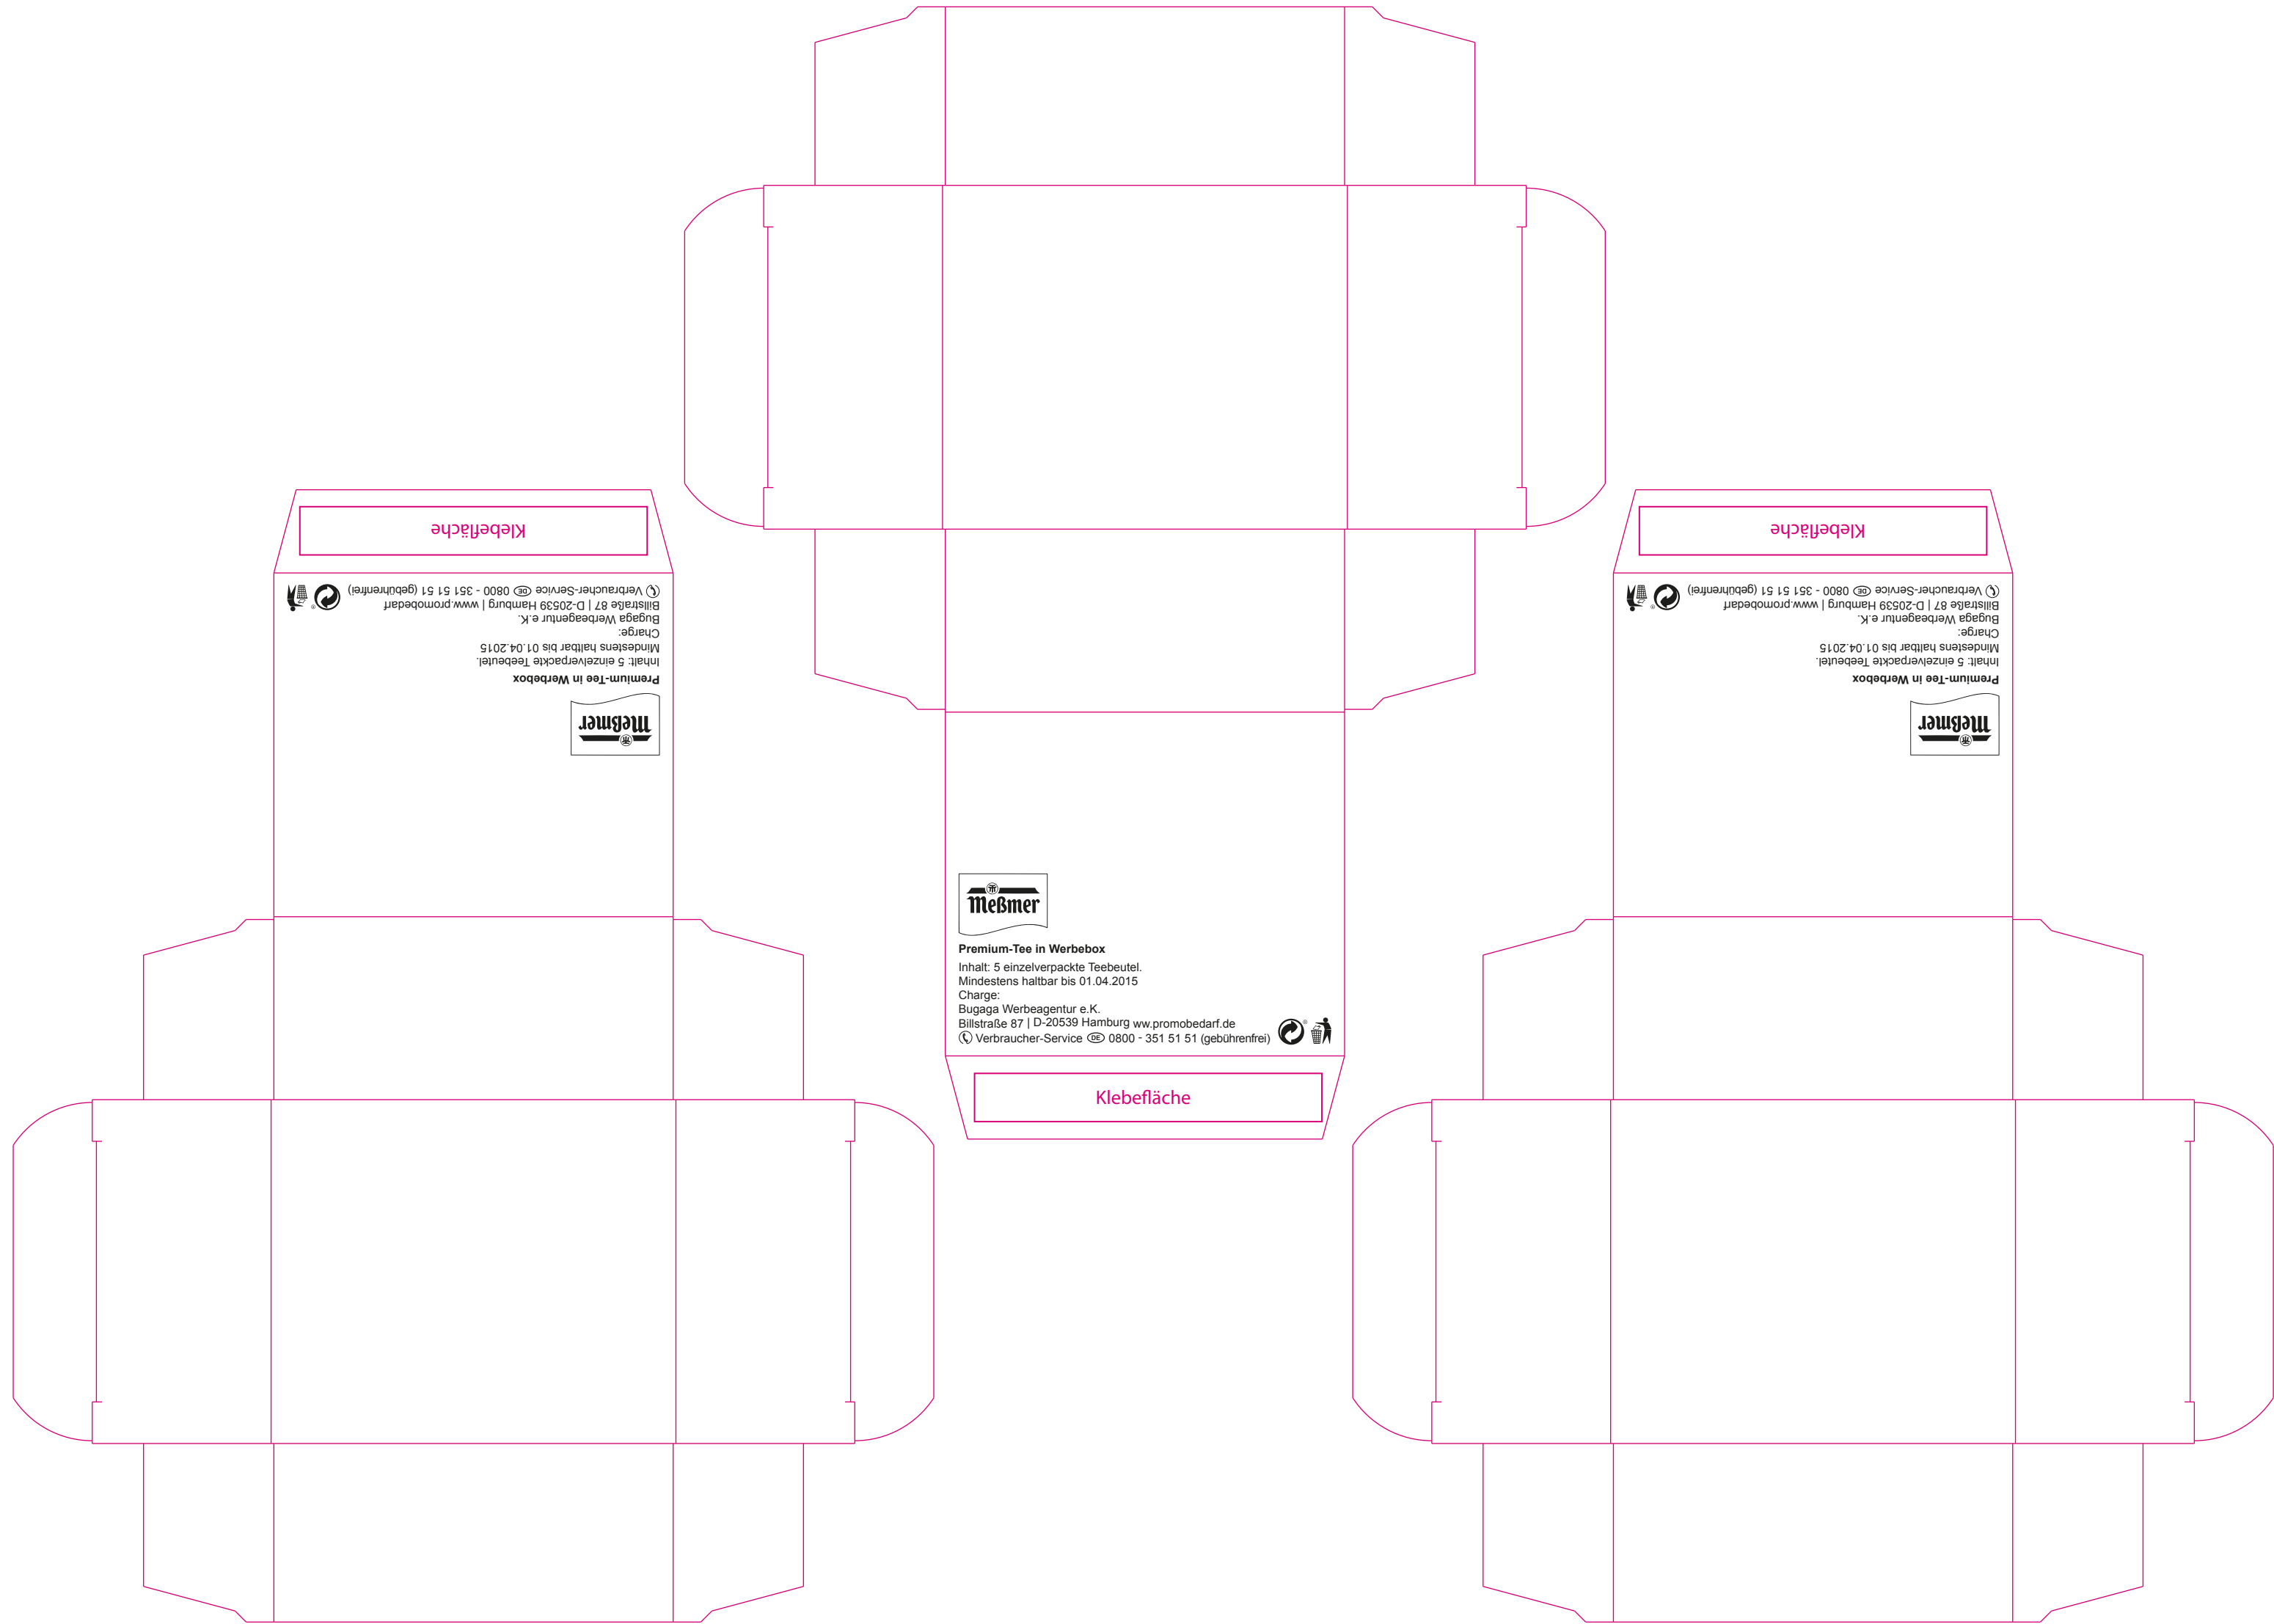 Klebefläche
Verbraucher-Service DE 0800 - 351 51 51 (gebührenfrei)
Billstraße 87 | D-20539 Hamburg | www.promobedarf
Bugaga Werbeagentur e.K.
Charge:
Mindestens haltbar bis 01.04.2015
Inhalt: 5 einzelverpackte Teebeutel.
Premium-Tee in Werbebox
Meßmer
Klebefläche
Verbraucher-Service DE 0800 - 351 51 51 (gebührenfrei)
Billstraße 87 | D-20539 Hamburg | www.promobedarf
Bugaga Werbeagentur e.K.
Charge:
Mindestens haltbar bis 01.04.2015
Inhalt: 5 einzelverpackte Teebeutel.
Premium-Tee in Werbebox
Meßmer
Meßmer
Premium-Tee in Werbebox
Inhalt: 5 einzelverpackte Teebeutel.
Mindestens haltbar bis 01.04.2015
Charge:
Bugaga Werbeagentur e.K.
Billstraße 87 | D-20539 Hamburg ww.promobedarf.de
Verbraucher-Service DE 0800 - 351 51 51 (gebührenfrei)
Klebefläche